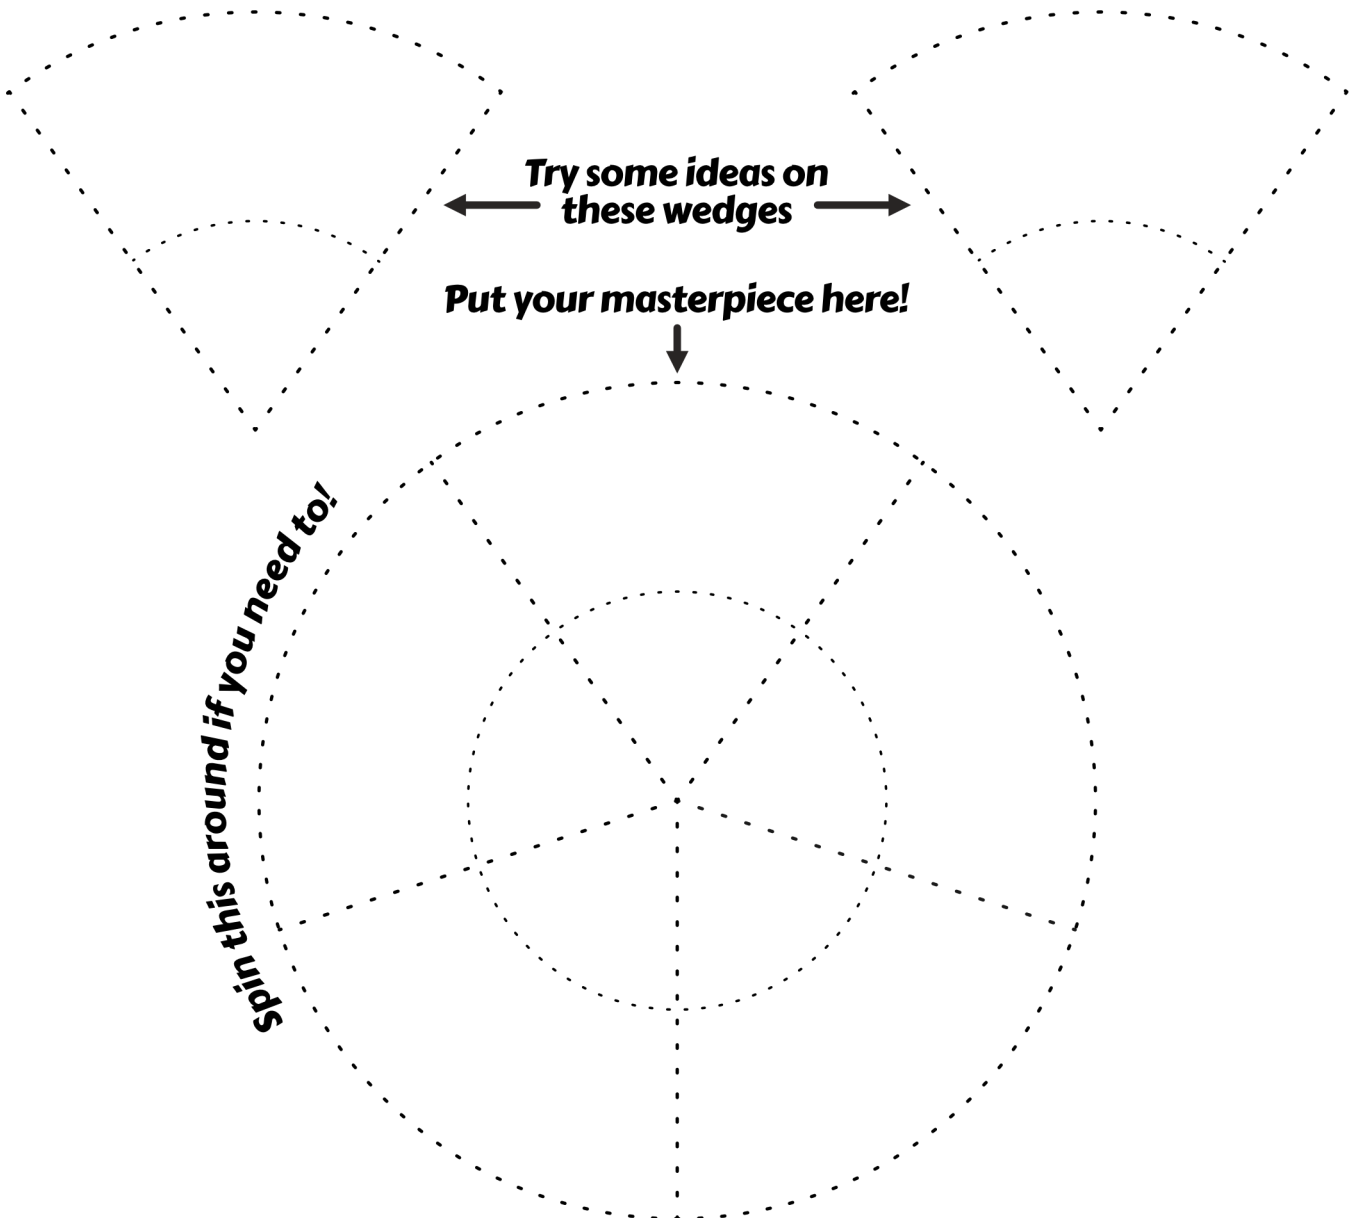 Try some ideas on
these wedges
Put your masterpiece here!
Spin this around if you need to!